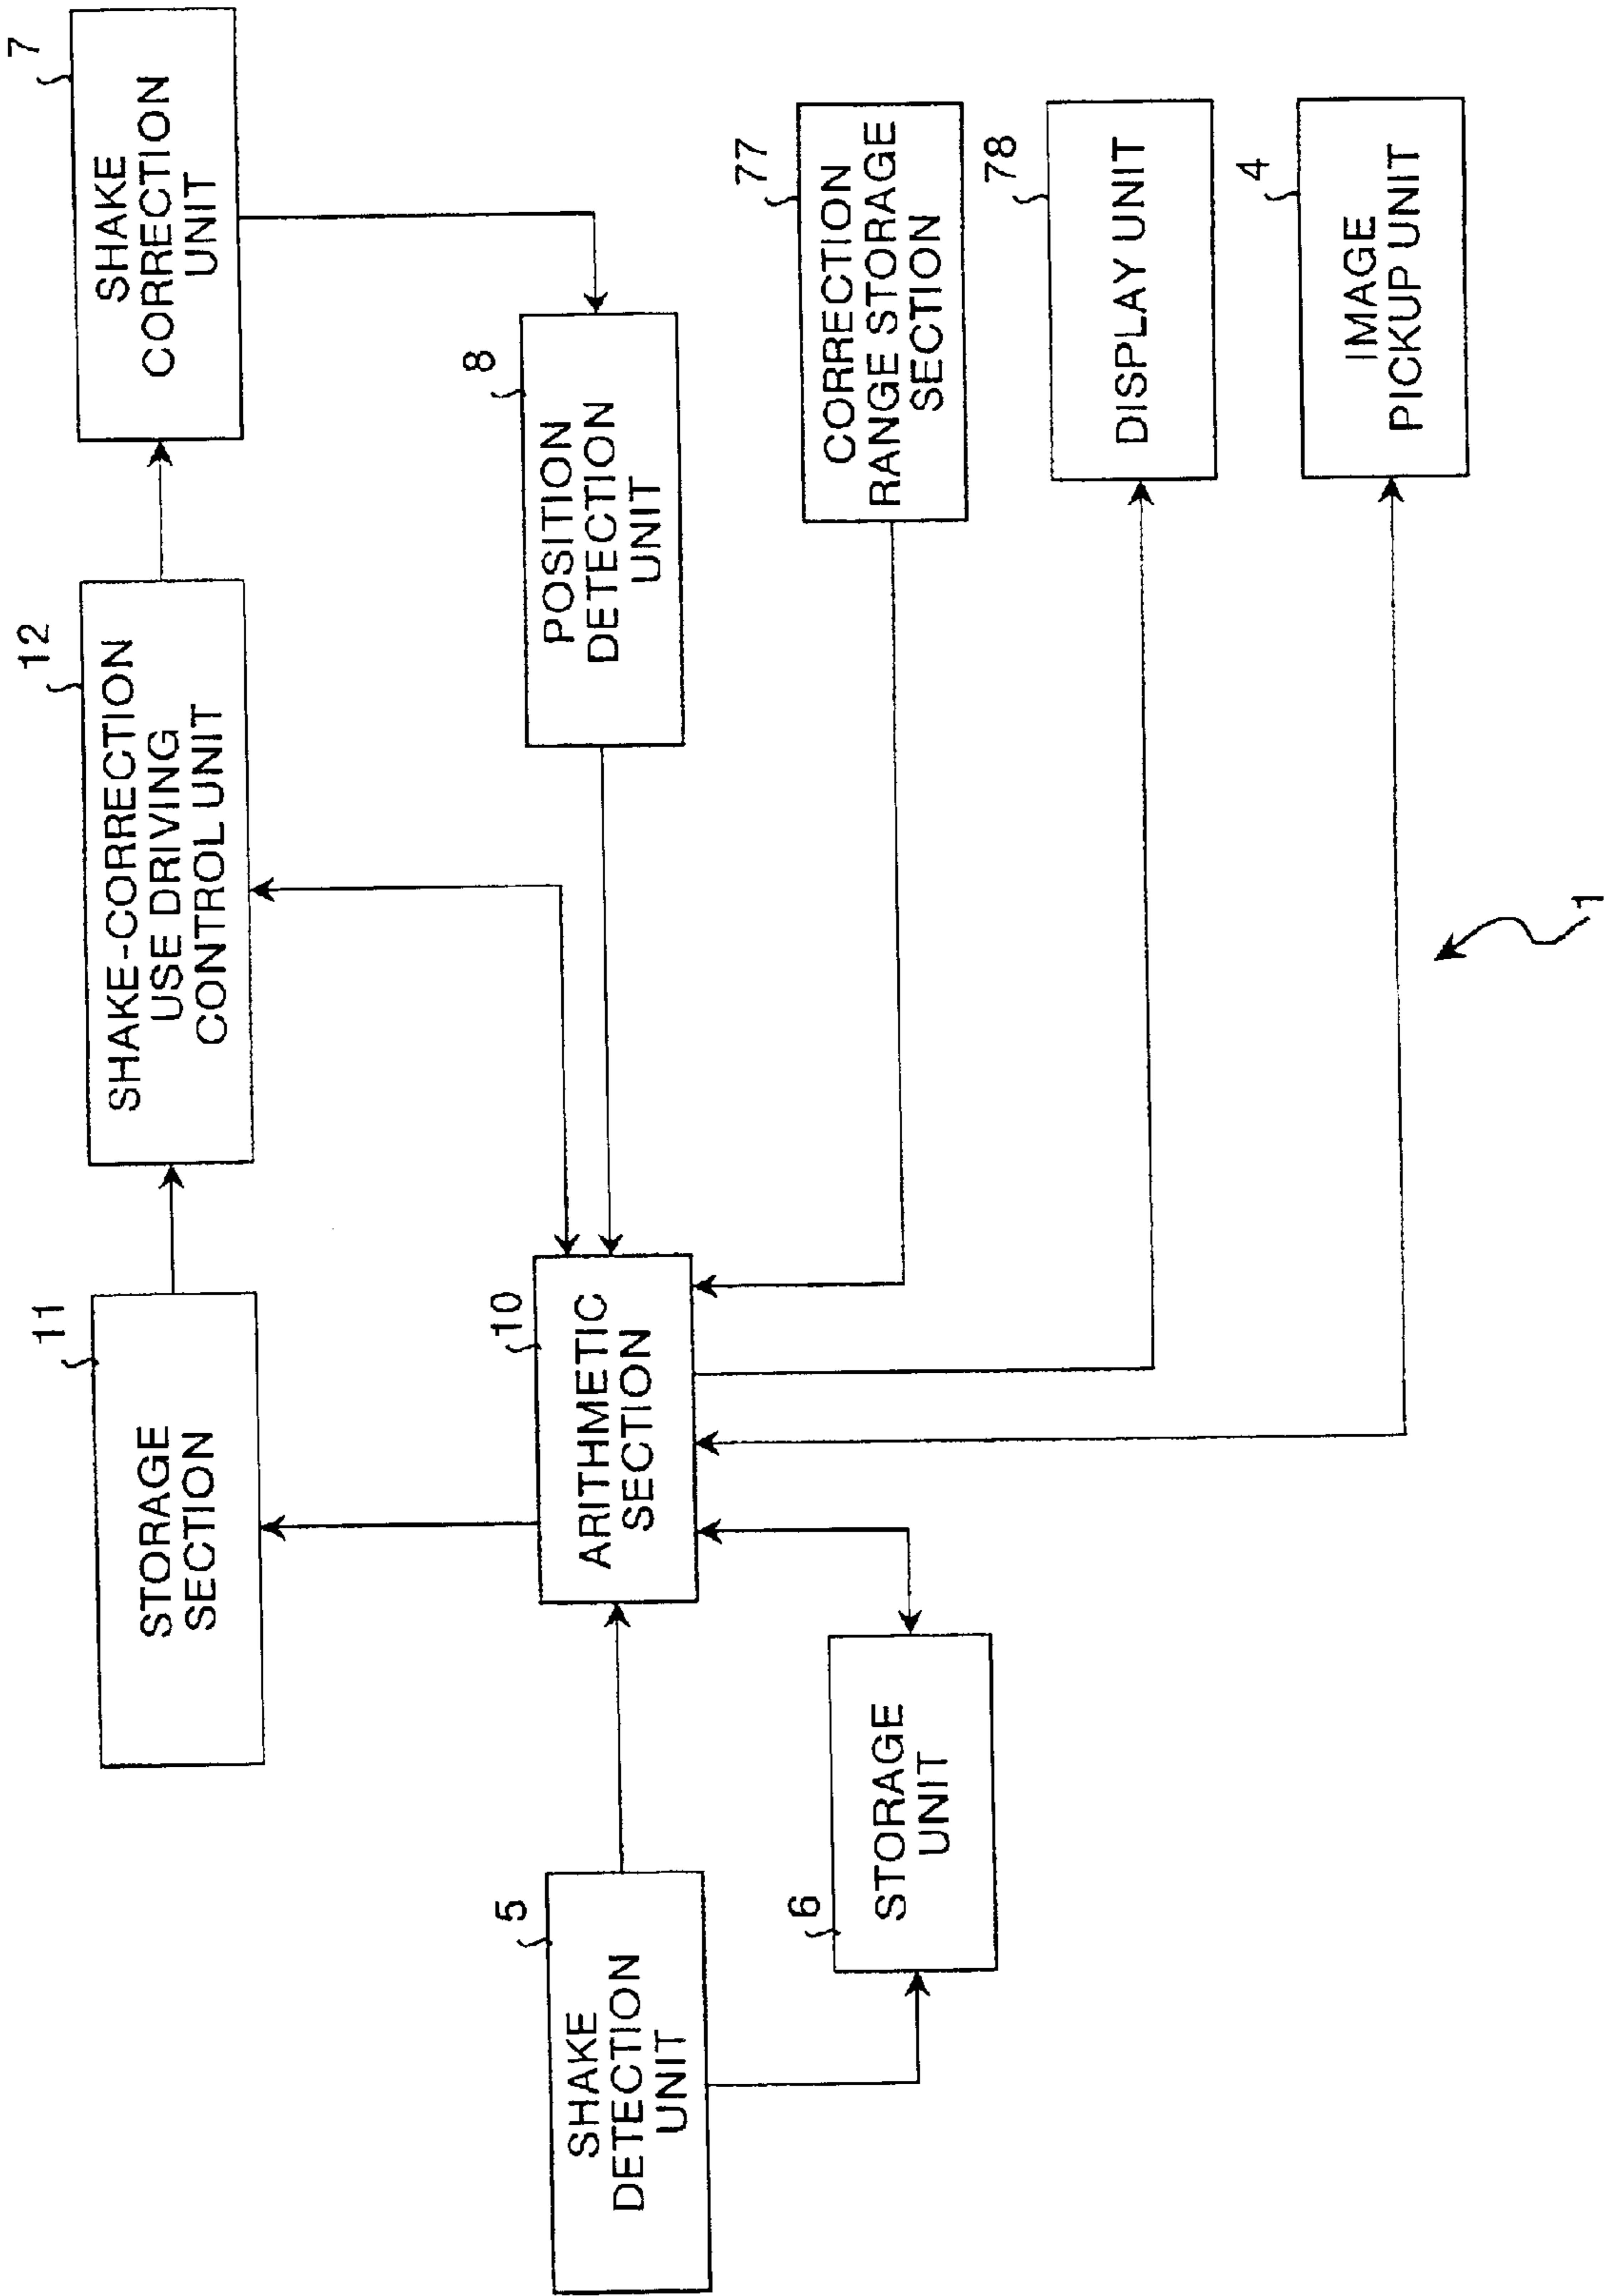 5
SHAKE
DETECTION
UNIT
6
STORAGE
UNIT
11
STORAGE
SECTION
10
ARITHMETIC
SECTION
12
SHAKE-CORRECTION
USE DRIVING
CONTROL UNIT
7
SHAKE
CORRECTION
UNIT
8
POSITION
DETECTION
UNIT
77
CORRECTION
RANGE STORAGE
SECTION
78
DISPLAY UNIT
4
IMAGE
PICKUP UNIT
1